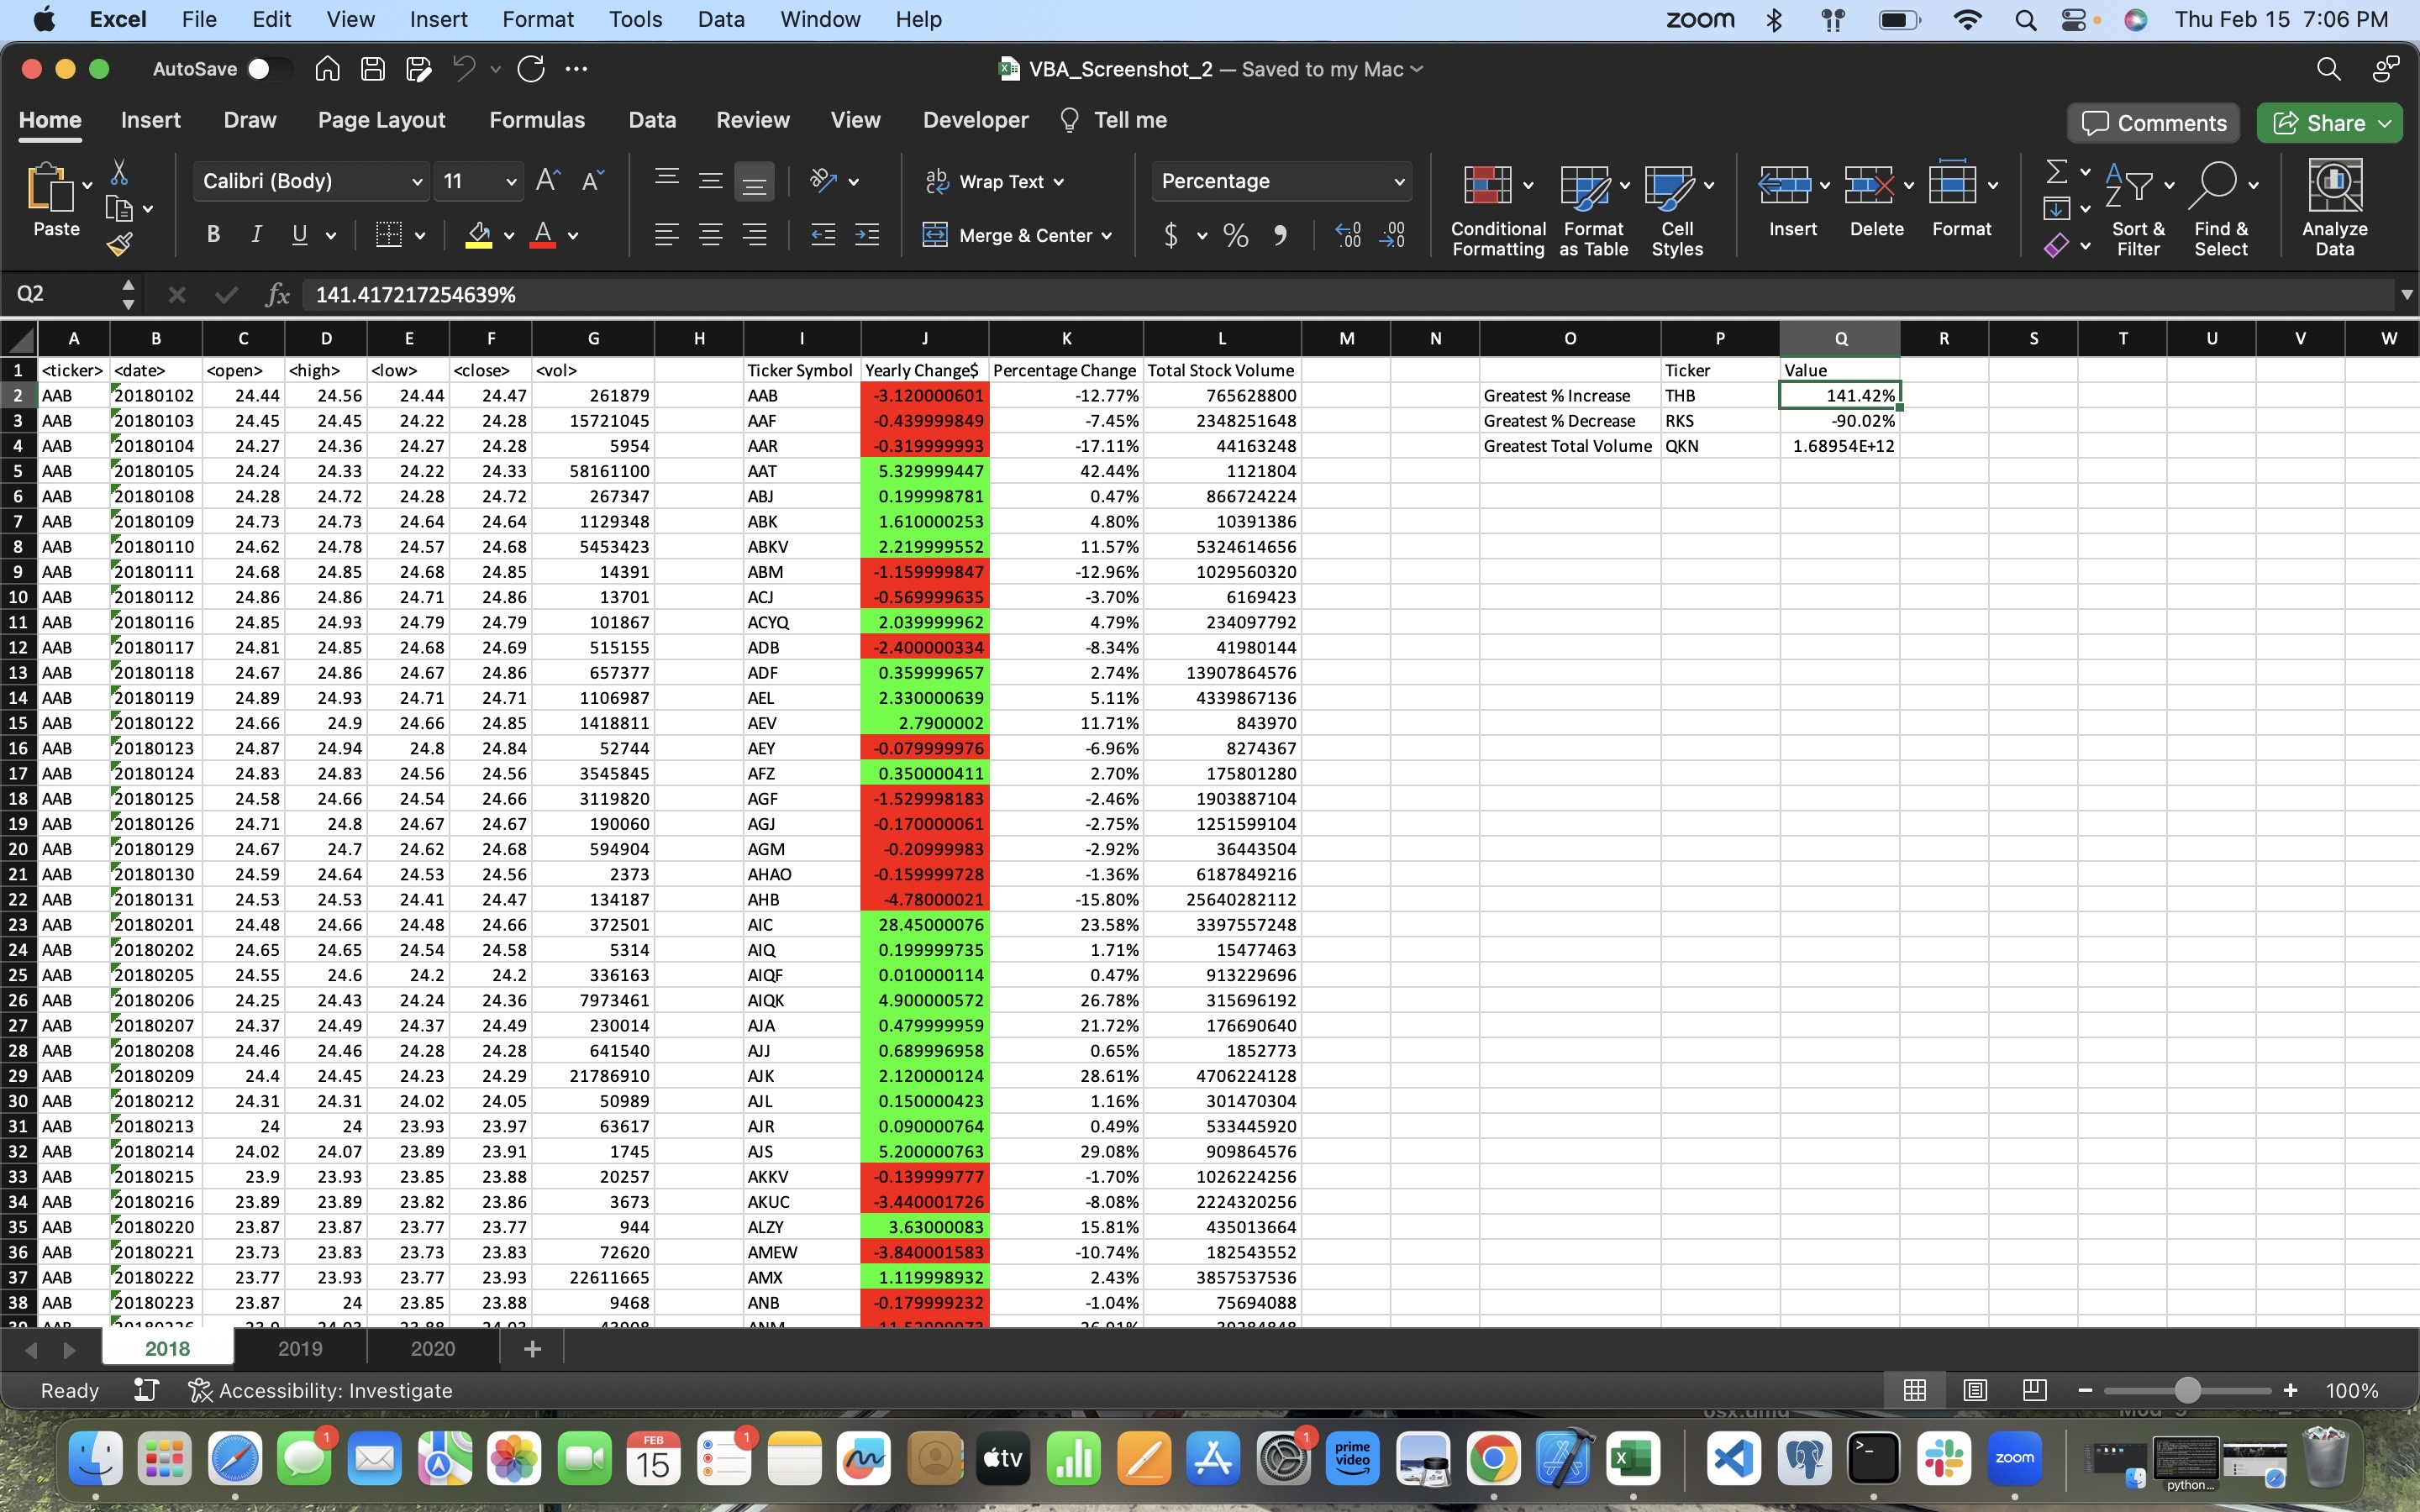 Excel File Edit View Insert Format Tools Data Window Help zoom Thu Feb 15 7:06 PM
AutoSave VBA_Screenshot_2 — Saved to my Mac
Home Insert Draw Page Layout Formulas Data Review View Developer Tell me Comments Share
Calibri (Body) 11 Wrap Text Percentage
Paste B I U A Merge & Center $ % Conditional Formatting Format as Table Cell Styles Insert Delete Format Sort & Filter Find & Select Analyze Data
Q2 fx 141.417217254639%
A B C D E F G H I J K L M N O P Q R S T U V W
1 <ticker> <date> <open> <high> <low> <close> <vol> Ticker Symbol Yearly Change$ Percentage Change Total Stock Volume Ticker Value
2 AAB 20180102 24.44 24.56 24.44 24.47 261879 AAB -3.120000601 -12.77% 765628800 Greatest % Increase THB 141.42%
3 AAB 20180103 24.45 24.45 24.22 24.28 15721045 AAF -0.439999849 -7.45% 2348251648 Greatest % Decrease RKS -90.02%
4 AAB 20180104 24.27 24.36 24.27 24.28 5954 AAR -0.319999993 -17.11% 44163248 Greatest Total Volume QKN 1.68954E+12
5 AAB 20180105 24.24 24.33 24.22 24.33 58161100 AAT 5.329999447 42.44% 1121804
6 AAB 20180108 24.28 24.72 24.28 24.72 267347 ABJ 0.199998781 0.47% 866724224
7 AAB 20180109 24.73 24.73 24.64 24.64 1129348 ABK 1.610000253 4.80% 10391386
8 AAB 20180110 24.62 24.78 24.57 24.68 5453423 ABKV 2.219999552 11.57% 5324614656
9 AAB 20180111 24.68 24.85 24.68 24.85 14391 ABM -1.159999847 -12.96% 1029560320
10 AAB 20180112 24.86 24.86 24.71 24.86 13701 ACJ -0.569999635 -3.70% 6169423
11 AAB 20180116 24.85 24.93 24.79 24.79 101867 ACYQ 2.039999962 4.79% 234097792
12 AAB 20180117 24.81 24.85 24.68 24.69 515155 ADB -2.400000334 -8.34% 41980144
13 AAB 20180118 24.67 24.86 24.67 24.86 657377 ADF 0.359999657 2.74% 13907864576
14 AAB 20180119 24.89 24.93 24.71 24.71 1106987 AEL 2.330000639 5.11% 4339867136
15 AAB 20180122 24.66 24.9 24.66 24.85 1418811 AEV 2.7900002 11.71% 843970
16 AAB 20180123 24.87 24.94 24.8 24.84 52744 AEY -0.079999976 -6.96% 8274367
17 AAB 20180124 24.83 24.83 24.56 24.56 3545845 AFZ 0.350000411 2.70% 175801280
18 AAB 20180125 24.58 24.66 24.54 24.66 3119820 AGF -1.529998183 -2.46% 1903887104
19 AAB 20180126 24.71 24.8 24.67 24.67 190060 AGJ -0.170000061 -2.75% 1251599104
20 AAB 20180129 24.67 24.7 24.62 24.68 594904 AGM -0.20999983 -2.92% 36443504
21 AAB 20180130 24.59 24.64 24.53 24.56 2373 AHAO -0.159999728 -1.36% 6187849216
22 AAB 20180131 24.53 24.53 24.41 24.47 134187 AHB -4.78000021 -15.80% 25640282112
23 AAB 20180201 24.48 24.66 24.48 24.66 372501 AIC 28.45000076 23.58% 3397557248
24 AAB 20180202 24.65 24.65 24.54 24.58 5314 AIQ 0.199999735 1.71% 15477463
25 AAB 20180205 24.55 24.6 24.2 24.2 336163 AIQF 0.010000114 0.47% 913229696
26 AAB 20180206 24.25 24.43 24.24 24.36 7973461 AIQK 4.900000572 26.78% 315696192
27 AAB 20180207 24.37 24.49 24.37 24.49 230014 AJA 0.479999959 21.72% 176690640
28 AAB 20180208 24.46 24.46 24.28 24.28 641540 AJJ 0.689996958 0.65% 1852773
29 AAB 20180209 24.4 24.45 24.23 24.29 21786910 AJK 2.120000124 28.61% 4706224128
30 AAB 20180212 24.31 24.31 24.02 24.05 50989 AJL 0.150000423 1.16% 301470304
31 AAB 20180213 24 24 23.93 23.97 63617 AJR 0.090000764 0.49% 533445920
32 AAB 20180214 24.02 24.07 23.89 23.91 1745 AJS 5.200000763 29.08% 909864576
33 AAB 20180215 23.9 23.93 23.85 23.88 20257 AKKV -0.139999777 -1.70% 1026224256
34 AAB 20180216 23.89 23.89 23.82 23.86 3673 AKUC -3.440001726 -8.08% 2224320256
35 AAB 20180220 23.87 23.87 23.77 23.77 944 ALZY 3.63000083 15.81% 435013664
36 AAB 20180221 23.73 23.83 23.73 23.83 72620 AMEW -3.840001583 -10.74% 182543552
37 AAB 20180222 23.77 23.93 23.77 23.93 22611665 AMX 1.119998932 2.43% 3857537536
38 AAB 20180223 23.87 24 23.85 23.88 9468 ANB -0.179999232 -1.04% 75694088
2018 2019 2020
Ready Accessibility: Investigate 100%
1 FEB 15 1 tv 1 prime video zoom python...